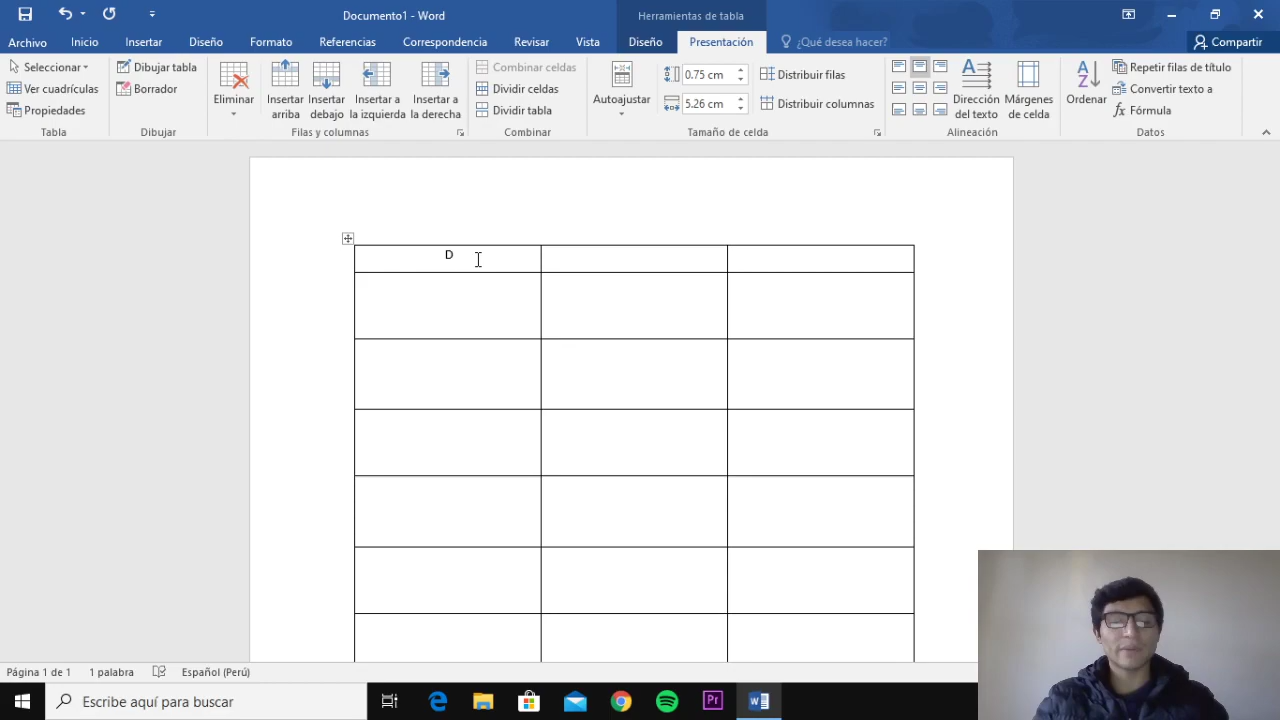 Documento1 - Word
Herramientas de tabla
Archivo Inicio Insertar Diseño Formato Referencias Correspondencia Revisar Vista Diseño Presentación ¿Qué desea hacer? Compartir
Seleccionar
Ver cuadrículas
Propiedades
Tabla
Dibujar tabla
Borrador
Dibujar
Eliminar
Insertar arriba
Insertar debajo
Insertar a la izquierda
Insertar a la derecha
Filas y columnas
Combinar celdas
Dividir celdas
Dividir tabla
Combinar
Autoajustar
0.75 cm
5.26 cm
Distribuir filas
Distribuir columnas
Tamaño de celda
Dirección del texto
Márgenes de celda
Alineación
Ordenar
Repetir filas de título
Convertir texto a
Fórmula
Datos
D
Página 1 de 1 1 palabra Español (Perú)
Escribe aquí para buscar
Pr